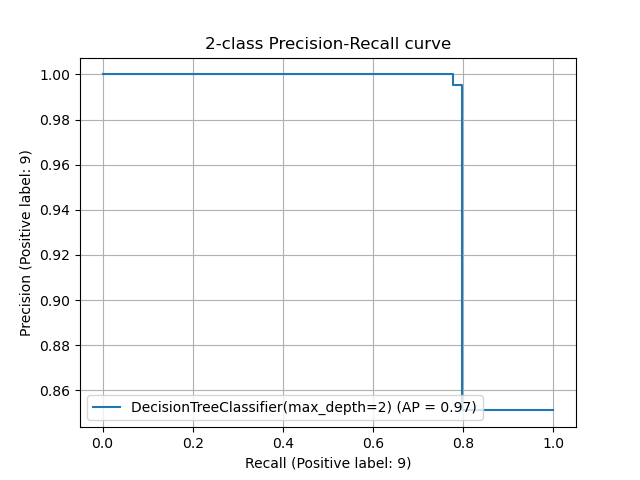 2-class Precision-Recall curve
1.00
0.98
0.96
0.94
0.92
0.90
0.88
0.86
Precision (Positive label: 9)
DecisionTreeClassifier(max_depth=2) (AP = 0.97)
0.0 0.2 0.4 0.6 0.8 1.0
Recall (Positive label: 9)